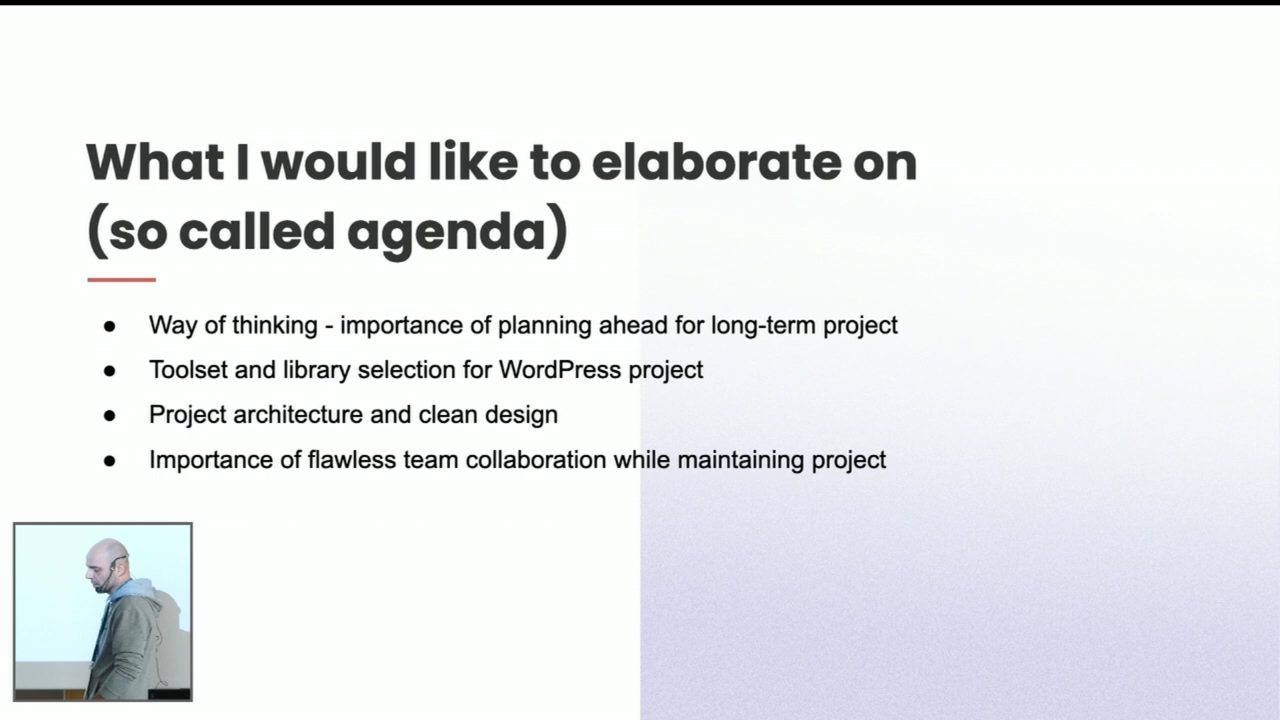 What I would like to elaborate on
(so called agenda)
● Way of thinking - importance of planning ahead for long-term project
● Toolset and library selection for WordPress project
● Project architecture and clean design
● Importance of flawless team collaboration while maintaining project